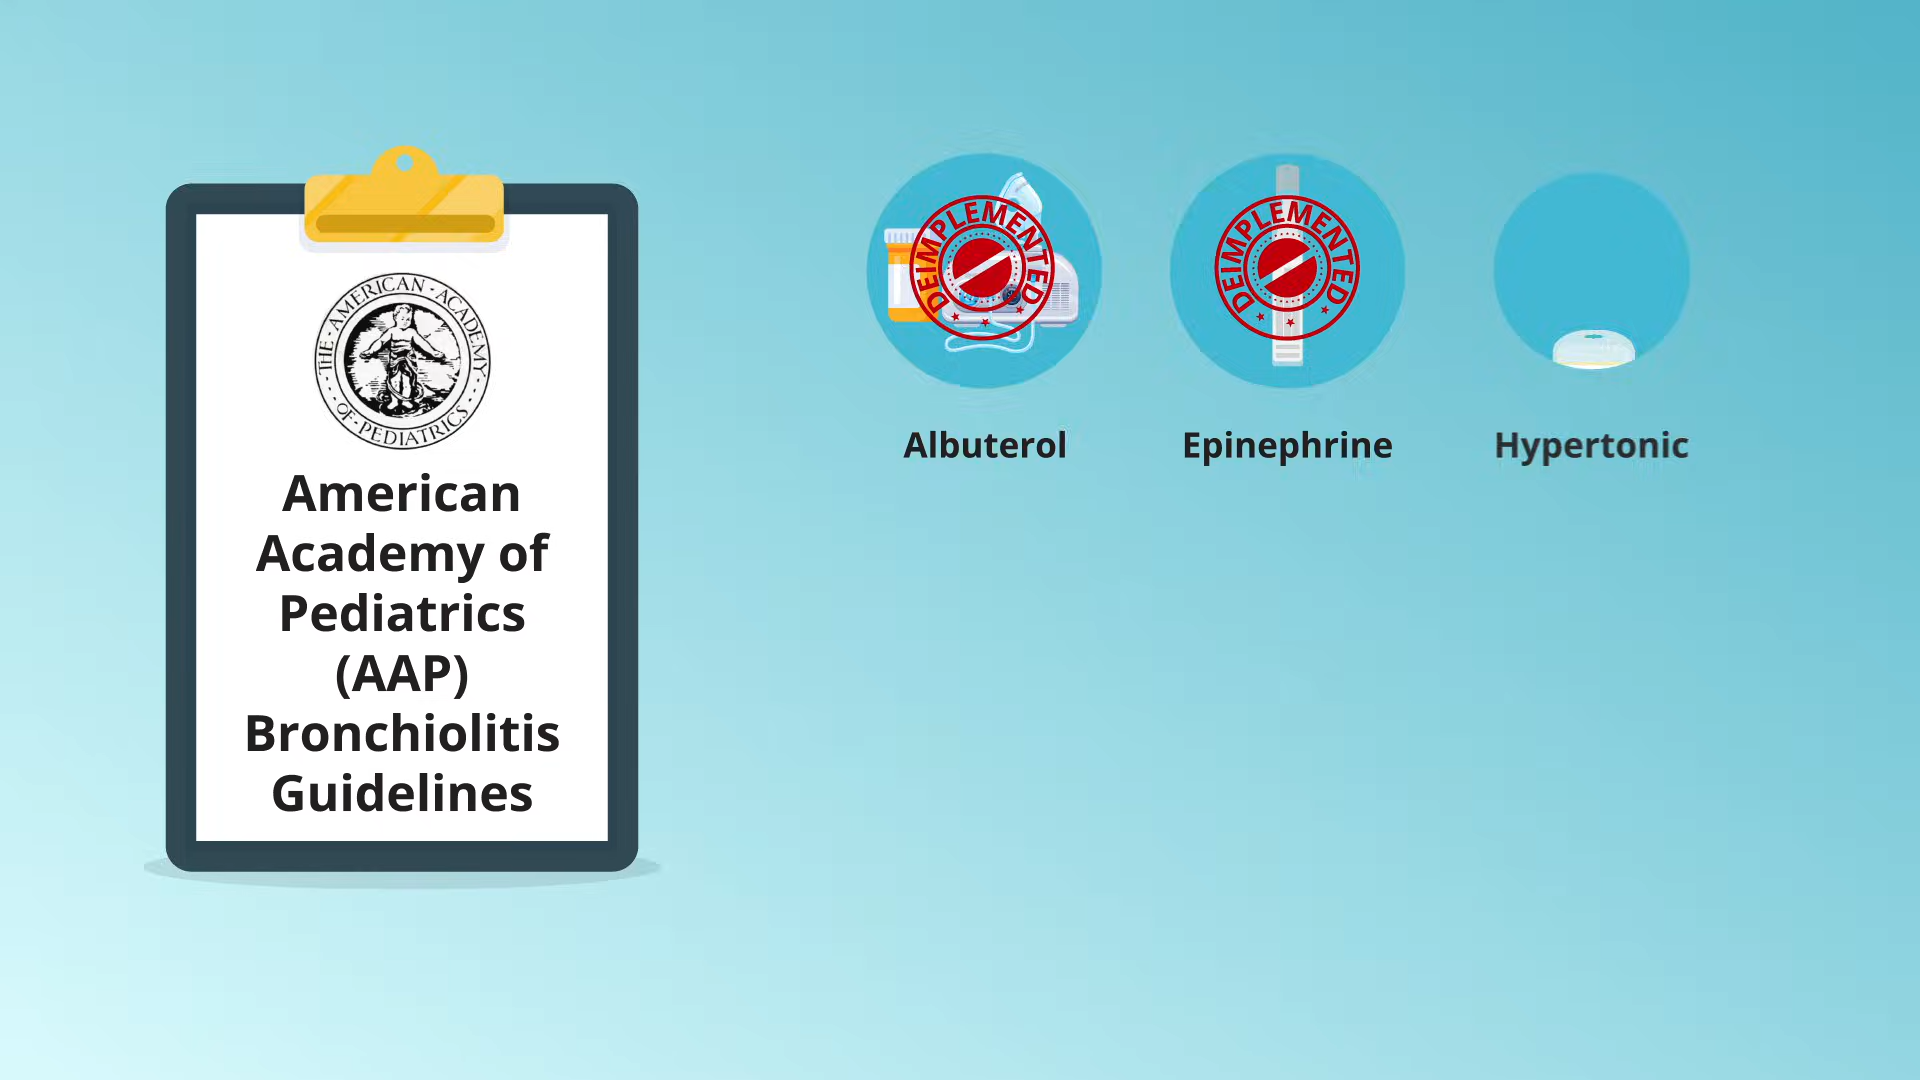 THE · AMERICAN · ACADEMY · OF · PEDIATRICS
American
Academy of
Pediatrics
(AAP)
Bronchiolitis
Guidelines
DEIMPLEMENTED
DEIMPLEMENTED
Albuterol
Epinephrine
Hypertonic